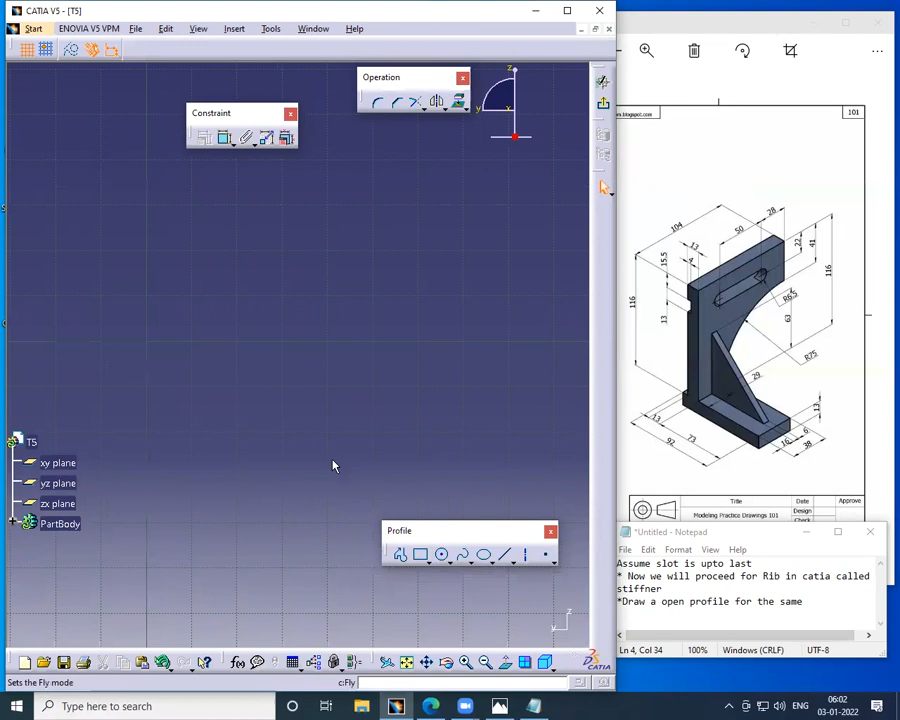 CATIA V5 - [T5]
Start ENOVIA V5 VPM File Edit View Insert Tools Window Help
Operation
Constraint
z
y
x
T5
xy plane
yz plane
zx plane
PartBody
Profile
z
y
f(x)
DS CATIA
Sets the Fly mode
c:Fly
m-blogspot.com
101
104
28
50
13
4
15.5
22
41
116
116
R6.5
13
63
R75
29
13
13
73
92
16
6
38
Title Date Approve
Modeling Practice Drawings 101 Design
Check
*Untitled - Notepad
File Edit Format View Help
Assume slot is upto last
* Now we will proceed for Rib in catia called
stiffner
*Draw a open profile for the same
Ln 4, Col 34 100% Windows (CRLF) UTF-8
Type here to search
06:02
03-01-2022